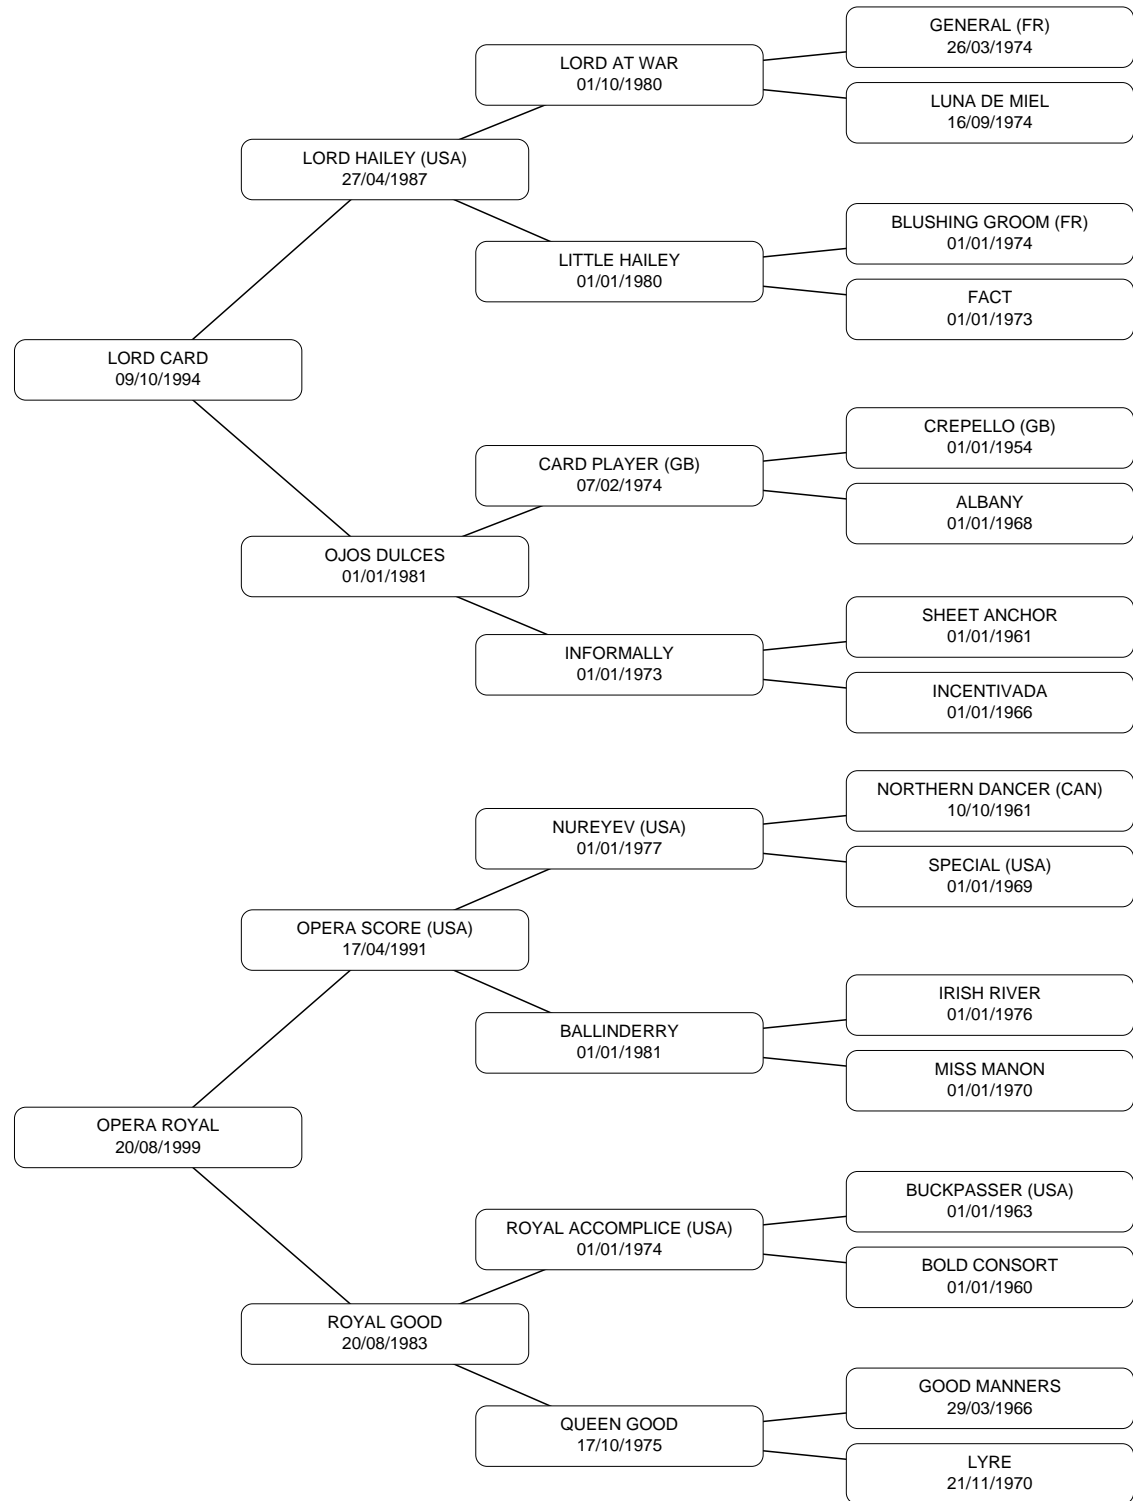 GENERAL (FR)
26/03/1974
LORD AT WAR
01/10/1980
LUNA DE MIEL
16/09/1974
LORD HAILEY (USA)
27/04/1987
BLUSHING GROOM (FR)
01/01/1974
LITTLE HAILEY
01/01/1980
FACT
01/01/1973
LORD CARD
09/10/1994
CREPELLO (GB)
01/01/1954
CARD PLAYER (GB)
07/02/1974
ALBANY
01/01/1968
OJOS DULCES
01/01/1981
SHEET ANCHOR
01/01/1961
INFORMALLY
01/01/1973
INCENTIVADA
01/01/1966
NORTHERN DANCER (CAN)
10/10/1961
NUREYEV (USA)
01/01/1977
SPECIAL (USA)
01/01/1969
OPERA SCORE (USA)
17/04/1991
IRISH RIVER
01/01/1976
BALLINDERRY
01/01/1981
MISS MANON
01/01/1970
OPERA ROYAL
20/08/1999
BUCKPASSER (USA)
01/01/1963
ROYAL ACCOMPLICE (USA)
01/01/1974
BOLD CONSORT
01/01/1960
ROYAL GOOD
20/08/1983
GOOD MANNERS
29/03/1966
QUEEN GOOD
17/10/1975
LYRE
21/11/1970